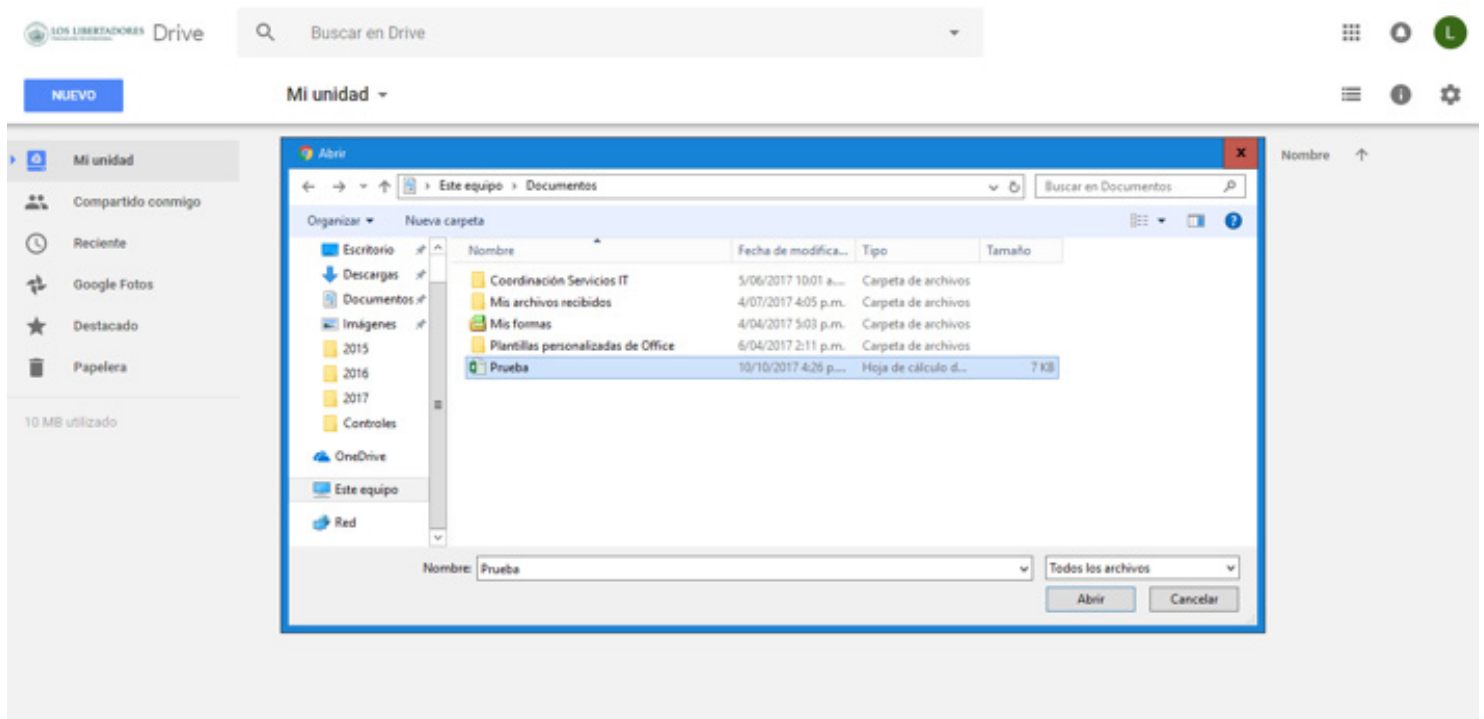 LOS LIBERTADORES Drive
Buscar en Drive
L
NUEVO
Mi unidad
Mi unidad
Compartido conmigo
Reciente
Google Fotos
Destacado
Papelera
10 MB utilizado
Nombre
Abrir
Este equipo > Documentos
Buscar en Documentos
Organizar
Nueva carpeta
Escritorio
Descargas
Documentos
Imágenes
2015
2016
2017
Controles
OneDrive
Este equipo
Red
Nombre Fecha de modifica... Tipo Tamaño
Coordinación Servicios IT 5/06/2017 10:01 a.... Carpeta de archivos
Mis archivos recibidos 4/07/2017 4:05 p.m. Carpeta de archivos
Mis formas 4/04/2017 5:03 p.m. Carpeta de archivos
Plantillas personalizadas de Office 6/04/2017 2:11 p.m. Carpeta de archivos
Prueba 10/10/2017 4:26 p.... Hoja de cálculo d... 7 KB
Nombre: Prueba
Todos los archivos
Abrir
Cancelar